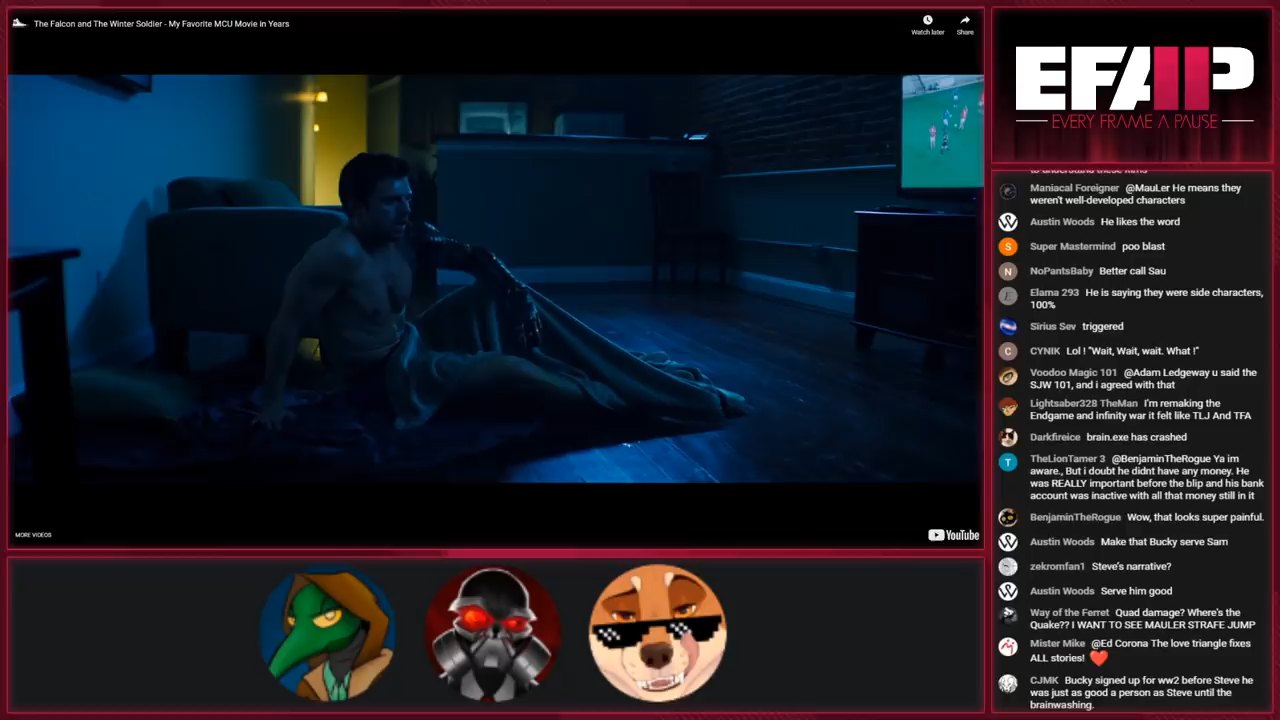 The Falcon and The Winter Soldier - My Favorite MCU Movie in Years
Watch later
Share
MORE VIDEOS
YouTube
EFAP
EVERY FRAME A PAUSE
to understand these films
Maniacal Foreigner @MauLer He means they
weren't well-developed characters
Austin Woods He likes the word
Super Mastermind poo blast
NoPantsBaby Better call Sau
Elama 293 He is saying they were side characters,
100%
Sirius Sev triggered
CYNIK Lol ! "Wait, Wait, wait. What !"
Voodoo Magic 101 @Adam Ledgeway u said the
SJW 101, and i agreed with that
Lightsaber328 TheMan I'm remaking the
Endgame and infinity war it felt like TLJ And TFA
Darkfireice brain.exe has crashed
TheLionTamer 3 @BenjaminTheRogue Ya im
aware., But i doubt he didnt have any money. He
was REALLY important before the blip and his bank
account was inactive with all that money still in it
BenjaminTheRogue Wow, that looks super painful.
Austin Woods Make that Bucky serve Sam
zekromfan1 Steve's narrative?
Austin Woods Serve him good
Way of the Ferret Quad damage? Where's the
Quake?? I WANT TO SEE MAULER STRAFE JUMP
Mister Mike @Ed Corona The love triangle fixes
ALL stories! ❤️
CJMK Bucky signed up for ww2 before Steve he
was just as good a person as Steve until the
brainwashing.